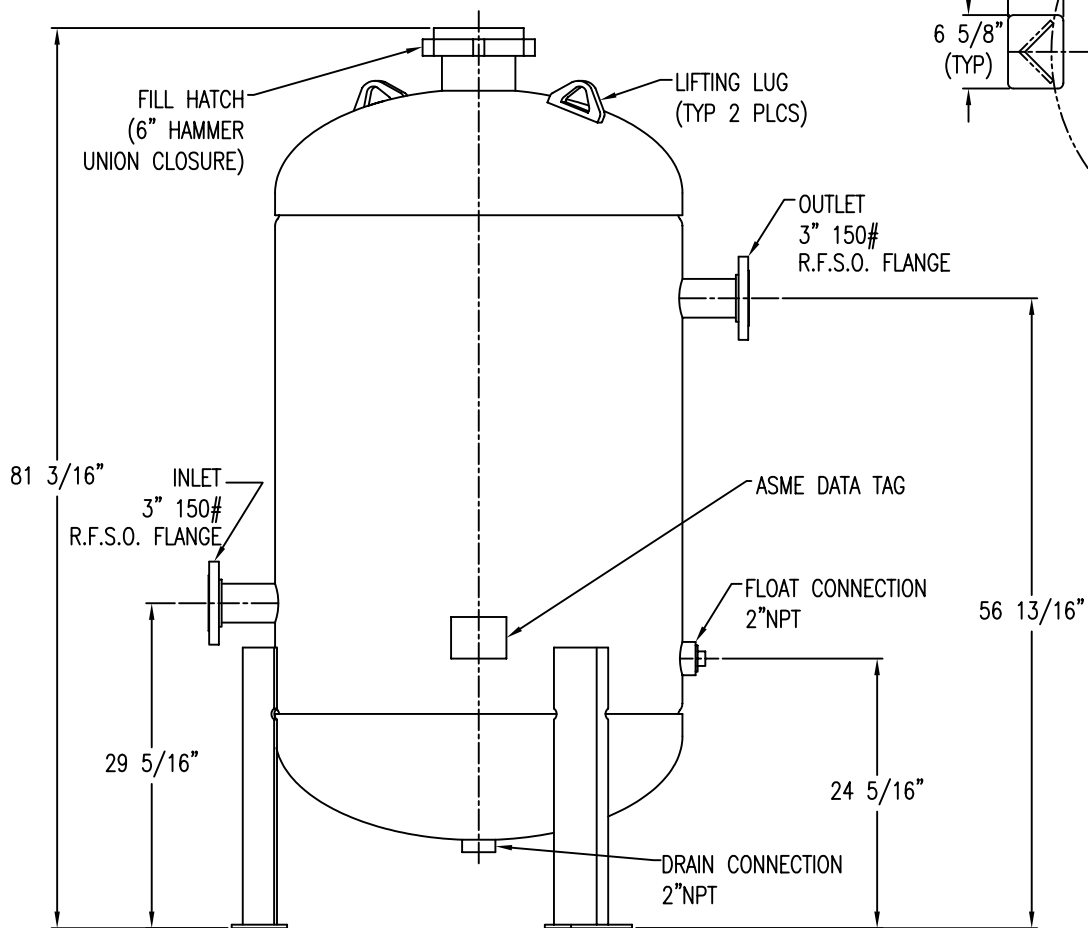 6 5/8”
(TYP)
FILL HATCH
(6” HAMMER
UNION CLOSURE)
LIFTING LUG
(TYP 2 PLCS)
OUTLET
3” 150#
R.F.S.O. FLANGE
81 3/16”
INLET
3” 150#
R.F.S.O. FLANGE
ASME DATA TAG
FLOAT CONNECTION
2”NPT
56 13/16”
29 5/16”
24 5/16”
DRAIN CONNECTION
2”NPT